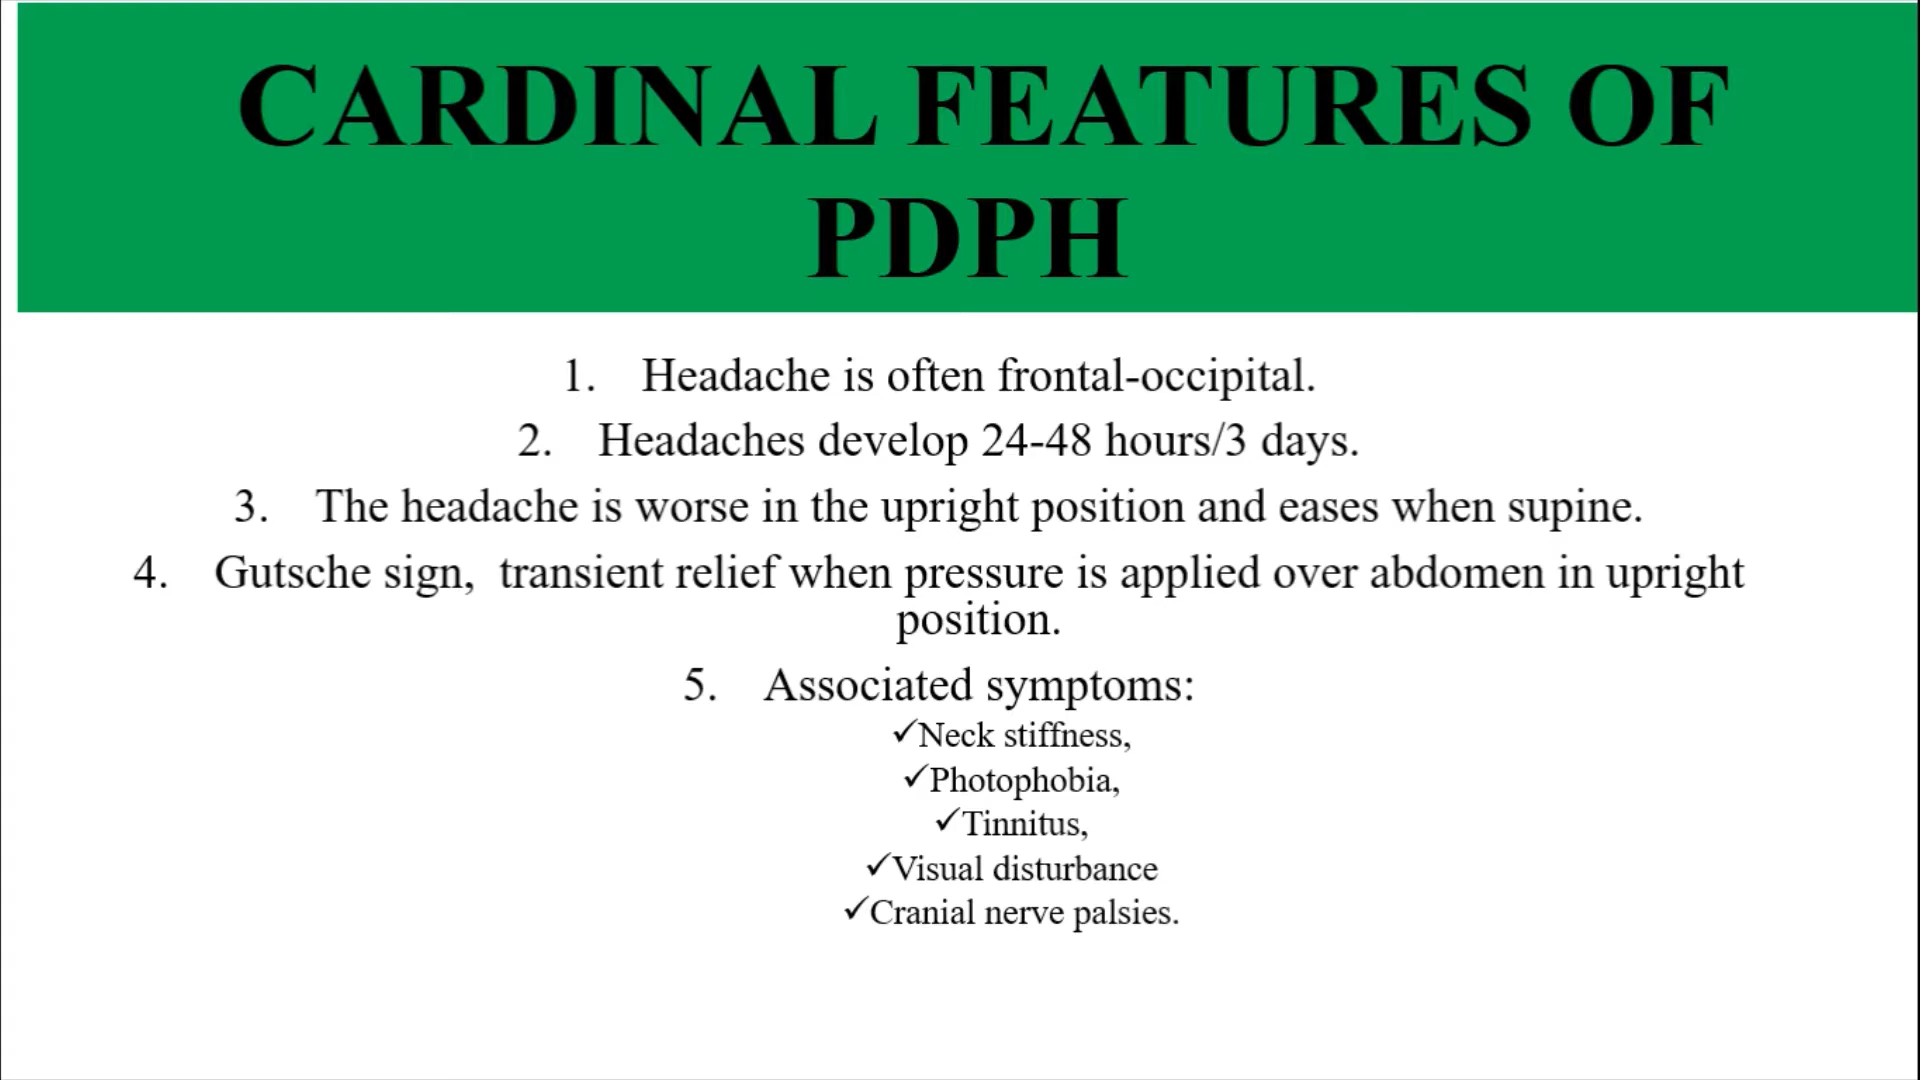 CARDINAL FEATURES OF
PDPH
1. Headache is often frontal-occipital.
2. Headaches develop 24-48 hours/3 days.
3. The headache is worse in the upright position and eases when supine.
4. Gutsche sign, transient relief when pressure is applied over abdomen in upright
position.
5. Associated symptoms:
✓Neck stiffness,
✓Photophobia,
✓Tinnitus,
✓Visual disturbance
✓Cranial nerve palsies.